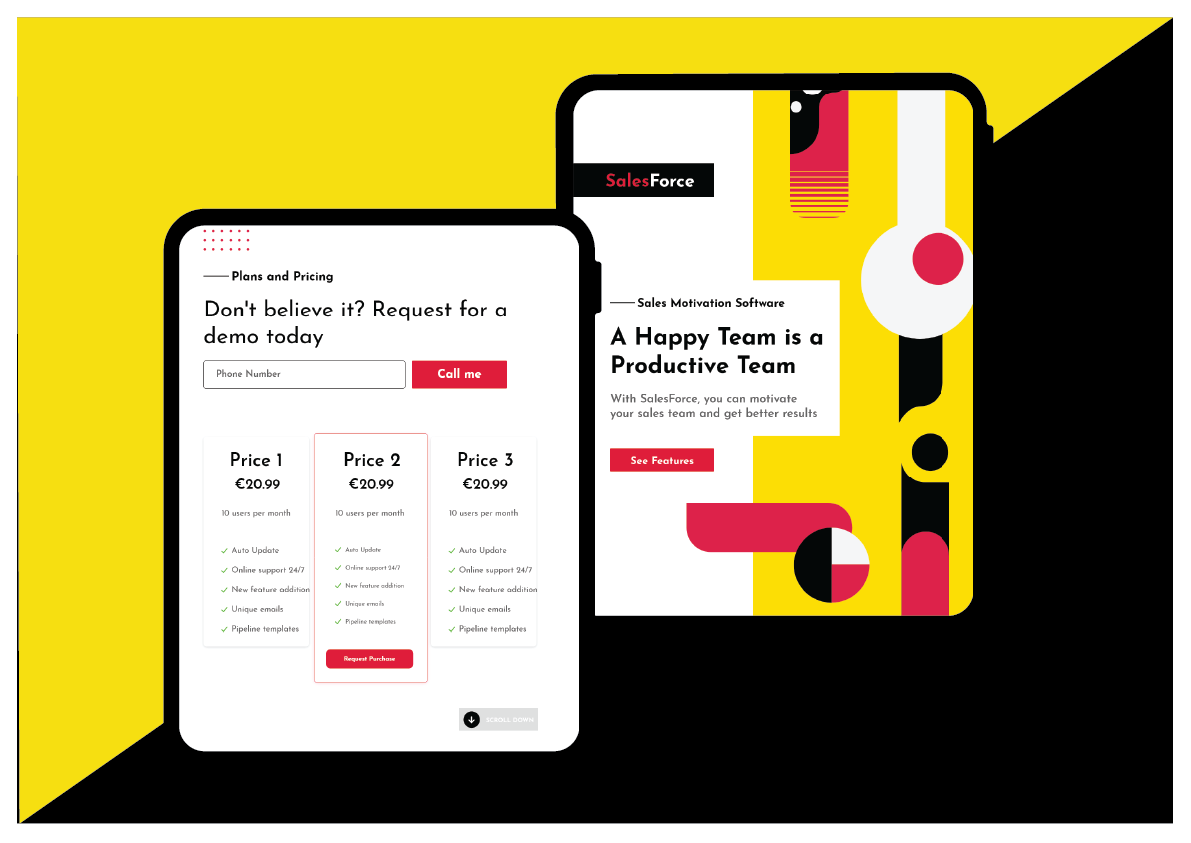 SalesForce
Sales Motivation Software
A Happy Team is a
Productive Team
With SalesForce, you can motivate
your sales team and get better results
See Features
Plans and Pricing
Don't believe it? Request for a
demo today
Phone Number
Call me
Price 1
€20.99
10 users per month
Auto Update
Online support 24/7
New feature addition
Unique emails
Pipeline templates
Price 2
€20.99
10 users per month
Auto Update
Online support 24/7
New feature addition
Unique emails
Pipeline templates
Request Purchase
Price 3
€20.99
10 users per month
Auto Update
Online support 24/7
New feature addition
Unique emails
Pipeline templates
SCROLL DOWN